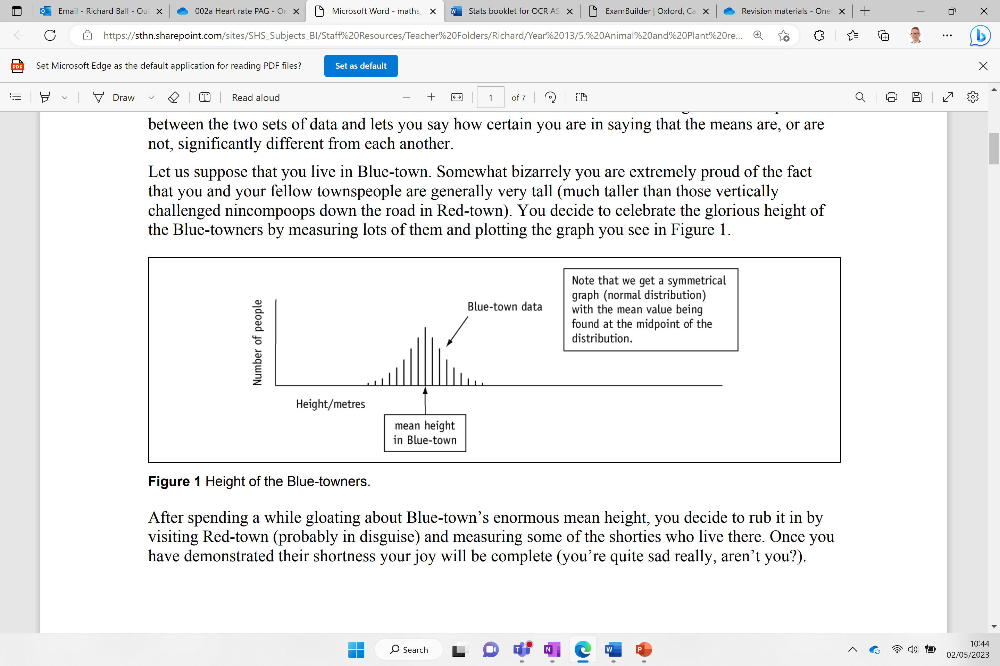 Email - Richard Ball - Out
002a Heart rate PAG - On
Microsoft Word - maths_
Stats booklet for OCR AS
ExamBuilder | Oxford, Ca
Revision materials - One
https://sthn.sharepoint.com/sites/SHS_Subjects_BI/Staff%20Resources/Teacher%20Folders/Richard/Year%2013/5.%20Animal%20and%20Plant%20re...
PDF
Set Microsoft Edge as the default application for reading PDF files?
Set as default
Draw
Read aloud
1
of 7
between the two sets of data and lets you say how certain you are in saying that the means are, or are
not, significantly different from each another.
Let us suppose that you live in Blue-town. Somewhat bizarrely you are extremely proud of the fact
that you and your fellow townspeople are generally very tall (much taller than those vertically
challenged nincompoops down the road in Red-town). You decide to celebrate the glorious height of
the Blue-towners by measuring lots of them and plotting the graph you see in Figure 1.
Number of people
Blue-town data
Note that we get a symmetrical
graph (normal distribution)
with the mean value being
found at the midpoint of the
distribution.
Height/metres
mean height
in Blue-town
Figure 1 Height of the Blue-towners.
After spending a while gloating about Blue-town’s enormous mean height, you decide to rub it in by
visiting Red-town (probably in disguise) and measuring some of the shorties who live there. Once you
have demonstrated their shortness your joy will be complete (you’re quite sad really, aren’t you?).
Search
10:44
02/05/2023